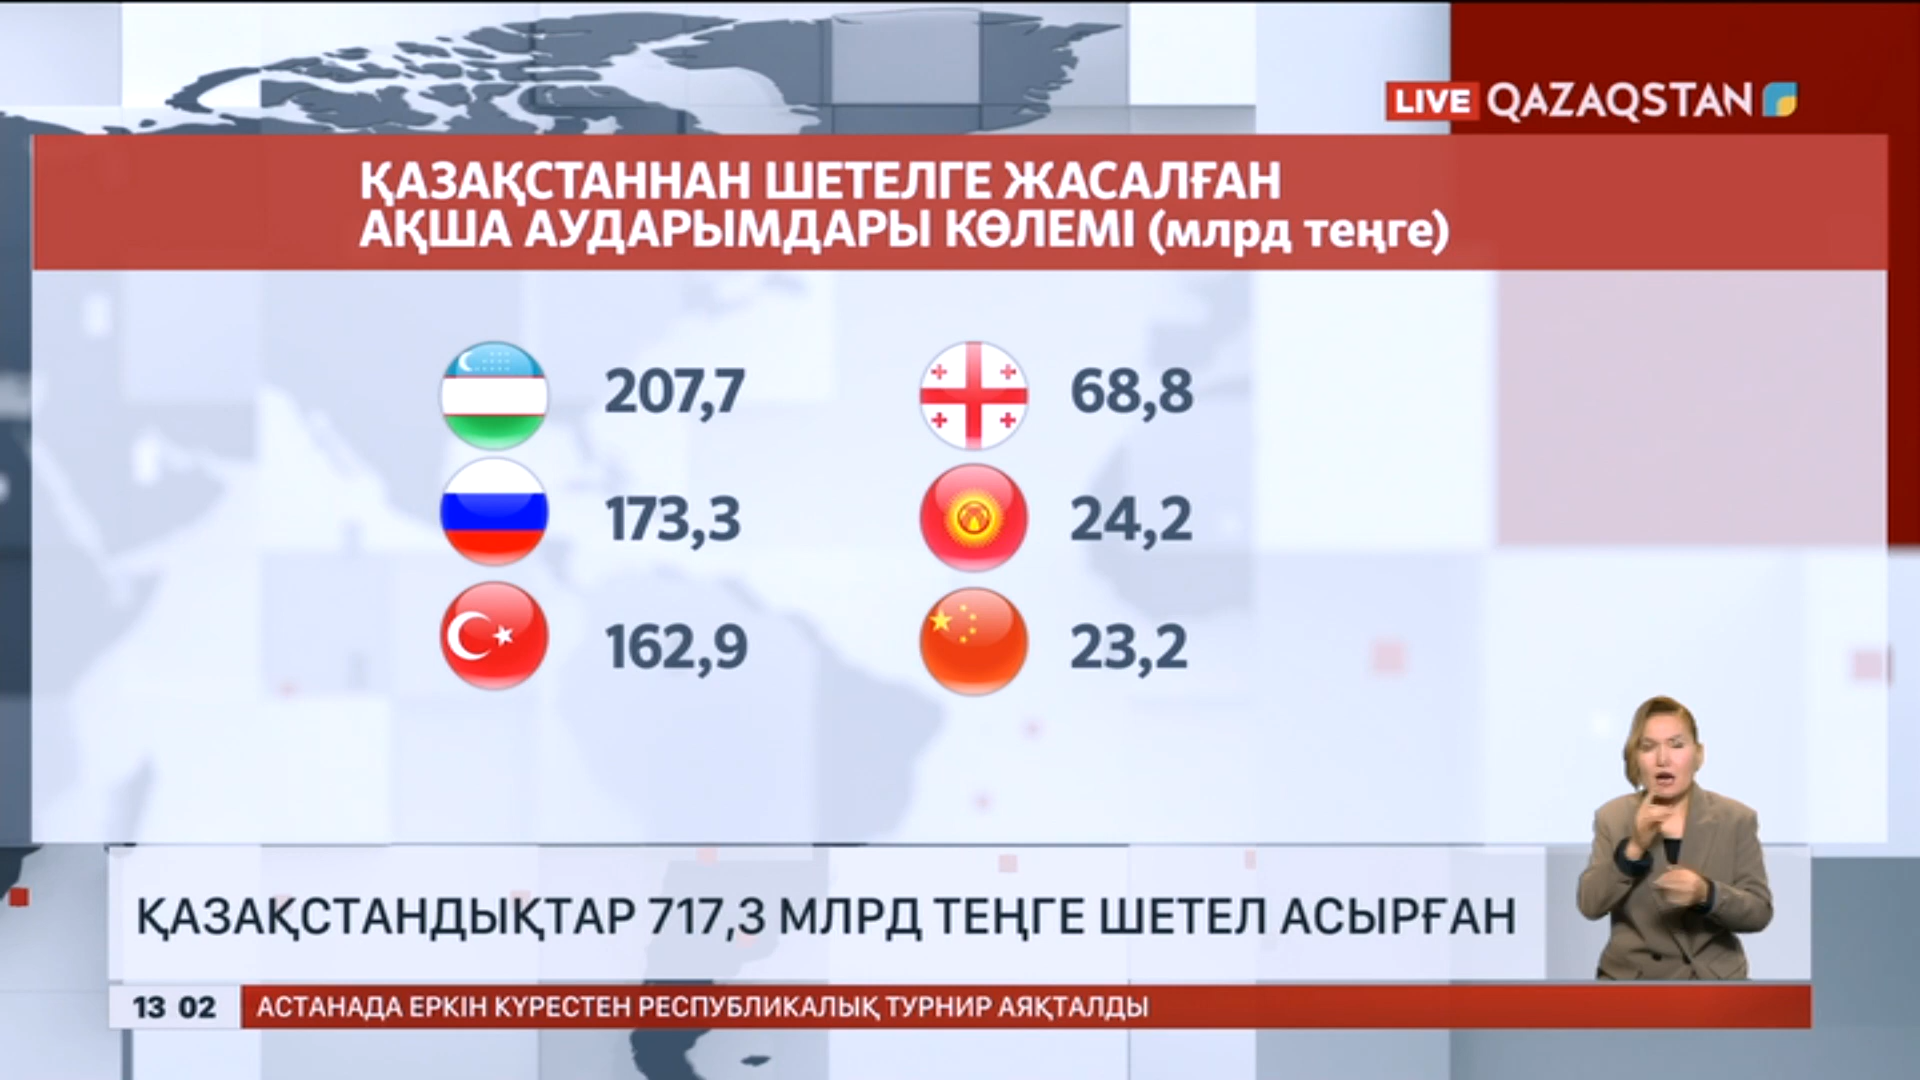 LIVE QAZAQSTAN
ҚАЗАҚСТАННАН ШЕТЕЛГЕ ЖАСАЛҒАН
АҚША АУДАРЫМДАРЫ КӨЛЕМІ (млрд теңге)
207,7
68,8
173,3
24,2
162,9
23,2
ҚАЗАҚСТАНДЫҚТАР 717,3 МЛРД ТЕҢГЕ ШЕТЕЛ АСЫРҒАН
13 02 АСТАНАДА ЕРКІН КҮРЕСТЕН РЕСПУБЛИКАЛЫҚ ТУРНИР АЯҚТАЛДЫ